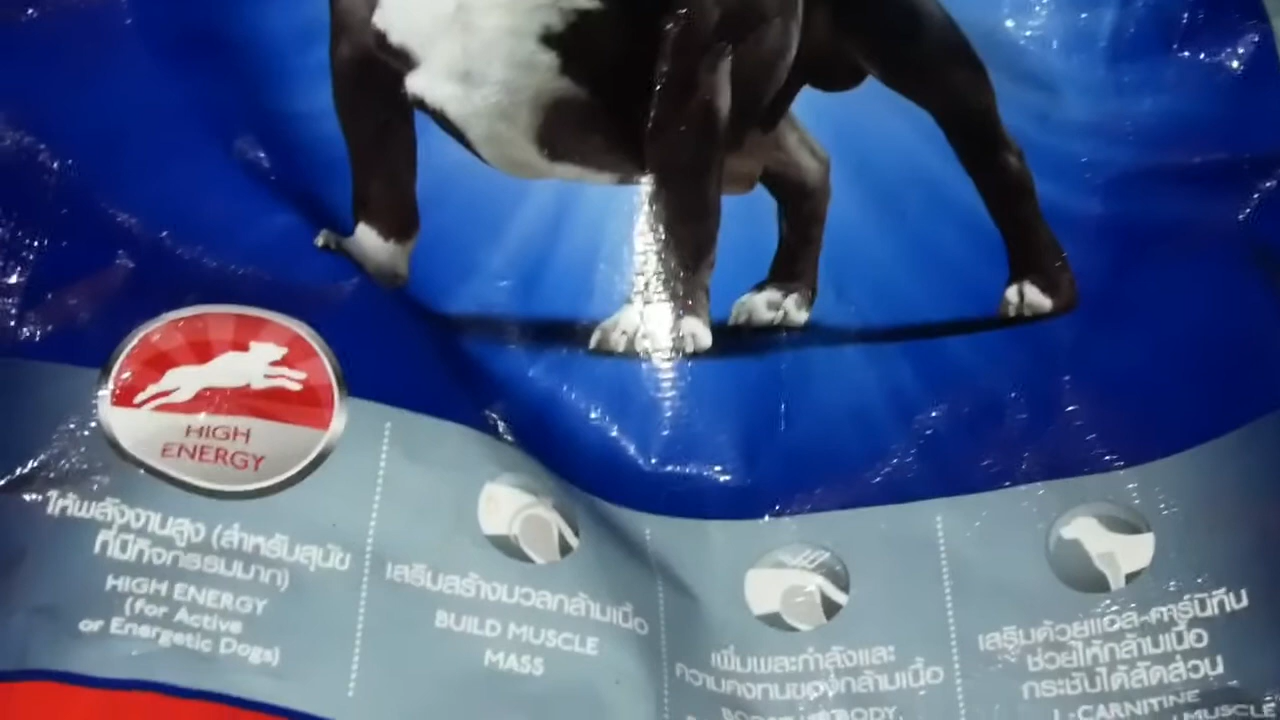 HIGH
ENERGY
ให้พลังงานสูง (สำหรับสุนัข
ที่มีกิจกรรมมาก)
HIGH ENERGY
(for Active
or Energetic Dogs)
เสริมสร้างมวลกล้ามเนื้อ
BUILD MUSCLE
MASS
เพิ่มพละกำลังและ
ความคงทนของกล้ามเนื้อ
BODY,
เสริมด้วยแอล-คาร์นิทีน
ช่วยให้กล้ามเนื้อ
กระชับได้สัดส่วน
L-CARNITINE
MUSCLE